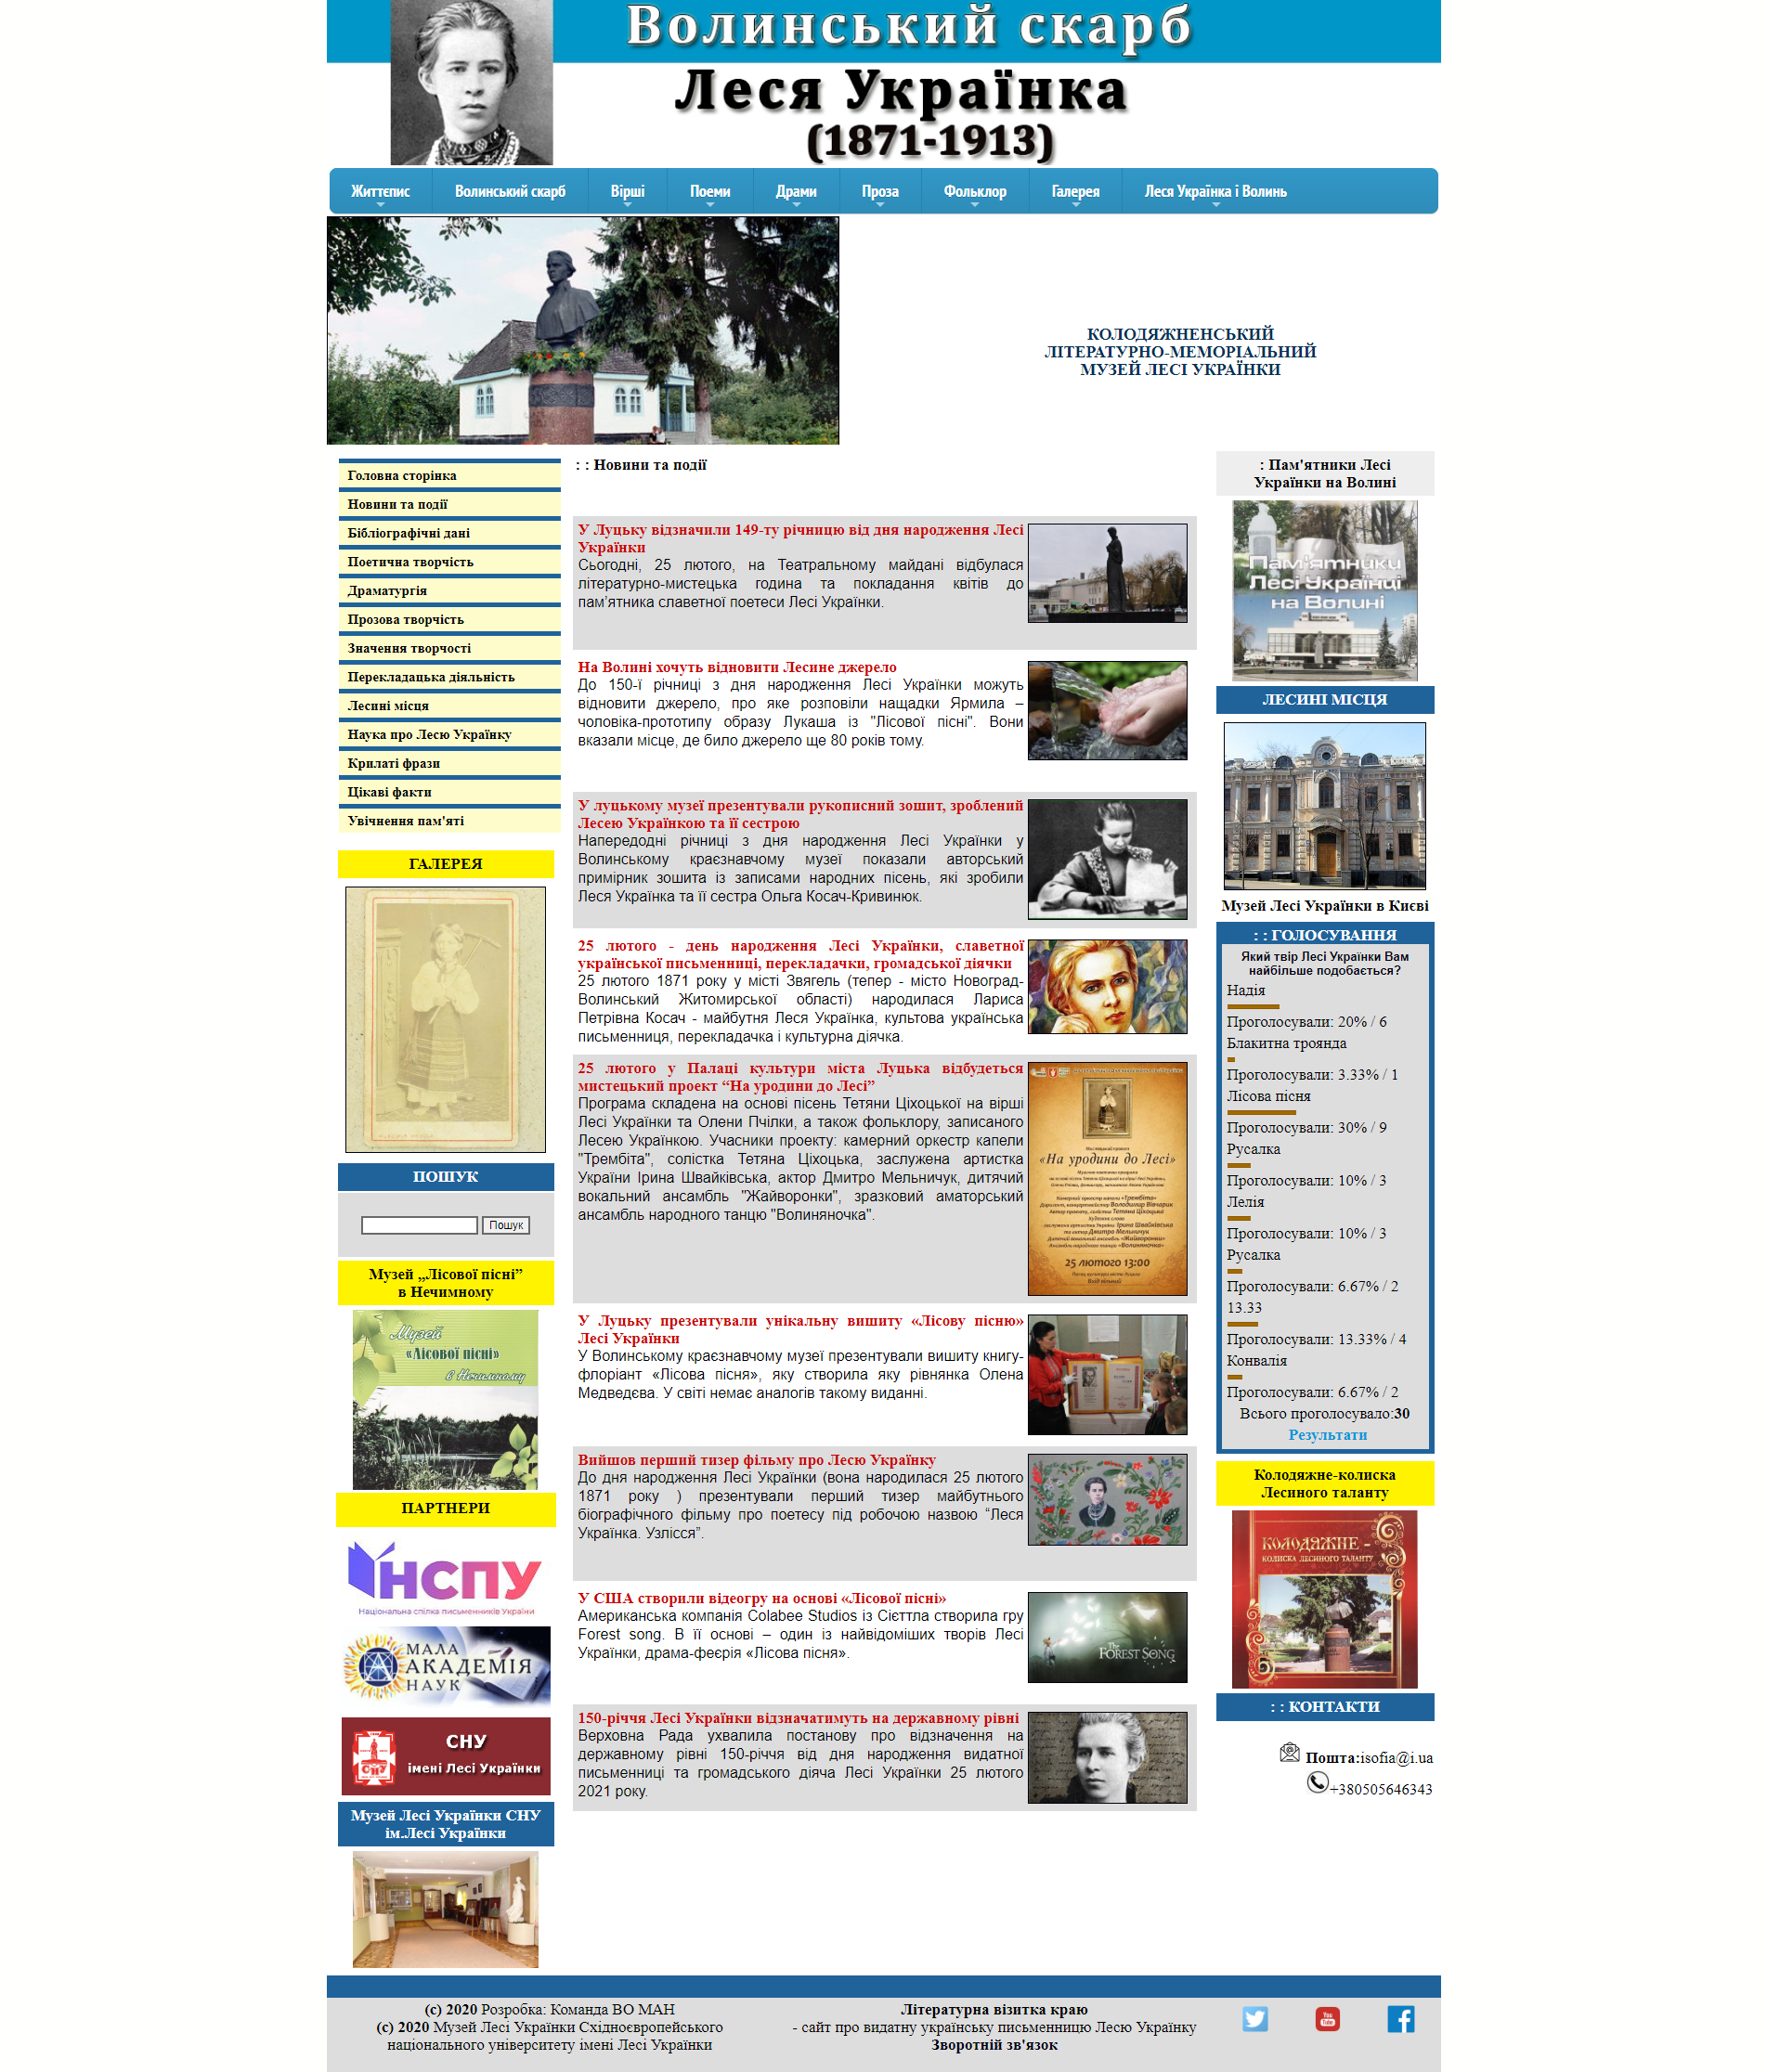 Волинський скарб
Леся Українка
(1871-1913)
Життєпис
Волинський скарб
Вірші
Поеми
Драми
Проза
Фольклор
Галерея
Леся Українка і Волинь
КОЛОДЯЖНЕНСЬКИЙ
ЛІТЕРАТУРНО-МЕМОРІАЛЬНИЙ
МУЗЕЙ ЛЕСІ УКРАЇНКИ
Головна сторінка
Новини та події
Бібліографічні дані
Поетична творчість
Драматургія
Прозова творчість
Значення творчості
Перекладацька діяльність
Лесині місця
Наука про Лесю Українку
Крилаті фрази
Цікаві факти
Увічнення пам'яті
ГАЛЕРЕЯ
ПОШУК
Пошук
Музей „Лісової пісні”
в Нечимному
Музей
«Лісової пісні»
в Нечимному
ПАРТНЕРИ
НСПУ
Національна спілка письменників України
МАЛА
АКАДЕМІЯ
НАУК
СНУ
імені Лесі Українки
Музей Лесі Українки СНУ
ім.Лесі Українки
: : Новини та події
У Луцьку відзначили 149-ту річницю від дня народження Лесі
Українки
Сьогодні, 25 лютого, на Театральному майдані відбулася
літературно-мистецька година та покладання квітів до
пам’ятника славетної поетеси Лесі Українки.
На Волині хочуть відновити Лесине джерело
До 150-ї річниці з дня народження Лесі Українки можуть
відновити джерело, про яке розповіли нащадки Ярмила –
чоловіка-прототипу образу Лукаша із "Лісової пісні". Вони
вказали місце, де било джерело ще 80 років тому.
У луцькому музеї презентували рукописний зошит, зроблений
Лесею Українкою та її сестрою
Напередодні річниці з дня народження Лесі Українки у
Волинському краєзнавчому музеї показали авторський
примірник зошита із записами народних пісень, які зробили
Леся Українка та її сестра Ольга Косач-Кривинюк.
25 лютого - день народження Лесі Українки, славетної
української письменниці, перекладачки, громадської діячки
25 лютого 1871 року у місті Звягель (тепер - місто Новоград-
Волинський Житомирської області) народилася Лариса
Петрівна Косач - майбутня Леся Українка, культова українська
письменниця, перекладачка і культурна діячка.
25 лютого у Палаці культури міста Луцька відбудеться
мистецький проект “На уродини до Лесі”
Програма складена на основі пісень Тетяни Ціхоцької на вірші
Лесі Українки та Олени Пчілки, а також фольклору, записаного
Лесею Українкою. Учасники проекту: камерний оркестр капели
"Трембіта", солістка Тетяна Ціхоцька, заслужена артистка
України Ірина Швайківська, актор Дмитро Мельничук, дитячий
вокальний ансамбль "Жайворонки", зразковий аматорський
ансамбль народного танцю "Волиняночка".
«На уродини до Лесі»
25 лютого 13:00
У Луцьку презентували унікальну вишиту «Лісову пісню»
Лесі Українки
У Волинському краєзнавчому музеї презентували вишиту книгу-
флоріант «Лісова пісня», яку створила яку рівнянка Олена
Медведєва. У світі немає аналогів такому виданні.
Вийшов перший тизер фільму про Лесю Українку
До дня народження Лесі Українки (вона народилася 25 лютого
1871 року ) презентували перший тизер майбутнього
біографічного фільму про поетесу під робочою назвою “Леся
Українка. Узлісся”.
У США створили відеогру на основі «Лісової пісні»
Американська компанія Colabee Studios із Сієттла створила гру
Forest song. В її основі – один із найвідоміших творів Лесі
Українки, драма-феєрія «Лісова пісня».
The
FOREST SONG
150-річчя Лесі Українки відзначатимуть на державному рівні
Верховна Рада ухвалила постанову про відзначення на
державному рівні 150-річчя від дня народження видатної
письменниці та громадського діяча Лесі Українки 25 лютого
2021 року.
: Пам'ятники Лесі
Українки на Волині
Пам'ятники
Лесі Українці
на Волині
ЛЕСИНІ МІСЦЯ
Музей Лесі Українки в Києві
: : ГОЛОСУВАННЯ
Який твір Лесі Українки Вам
найбільше подобається?
Надія
Проголосували: 20% / 6
Блакитна троянда
Проголосували: 3.33% / 1
Лісова пісня
Проголосували: 30% / 9
Русалка
Проголосували: 10% / 3
Лелія
Проголосували: 10% / 3
Русалка
Проголосували: 6.67% / 2
13.33
Проголосували: 13.33% / 4
Конвалія
Проголосували: 6.67% / 2
Всього проголосувало:30
Результати
Колодяжне-колиска
Лесиного таланту
КОЛОДЯЖНЕ -
КОЛИСКА ЛЕСИНОГО ТАЛАНТУ
: : КОНТАКТИ
Пошта:isofia@i.ua
+380505646343
(c) 2020 Розробка: Команда ВО МАН
(c) 2020 Музей Лесі Українки Східноєвропейського
національного університету імені Лесі Українки
Літературна візитка краю
- сайт про видатну українську письменницю Лесю Українку
Зворотній зв'язок
You
Tube